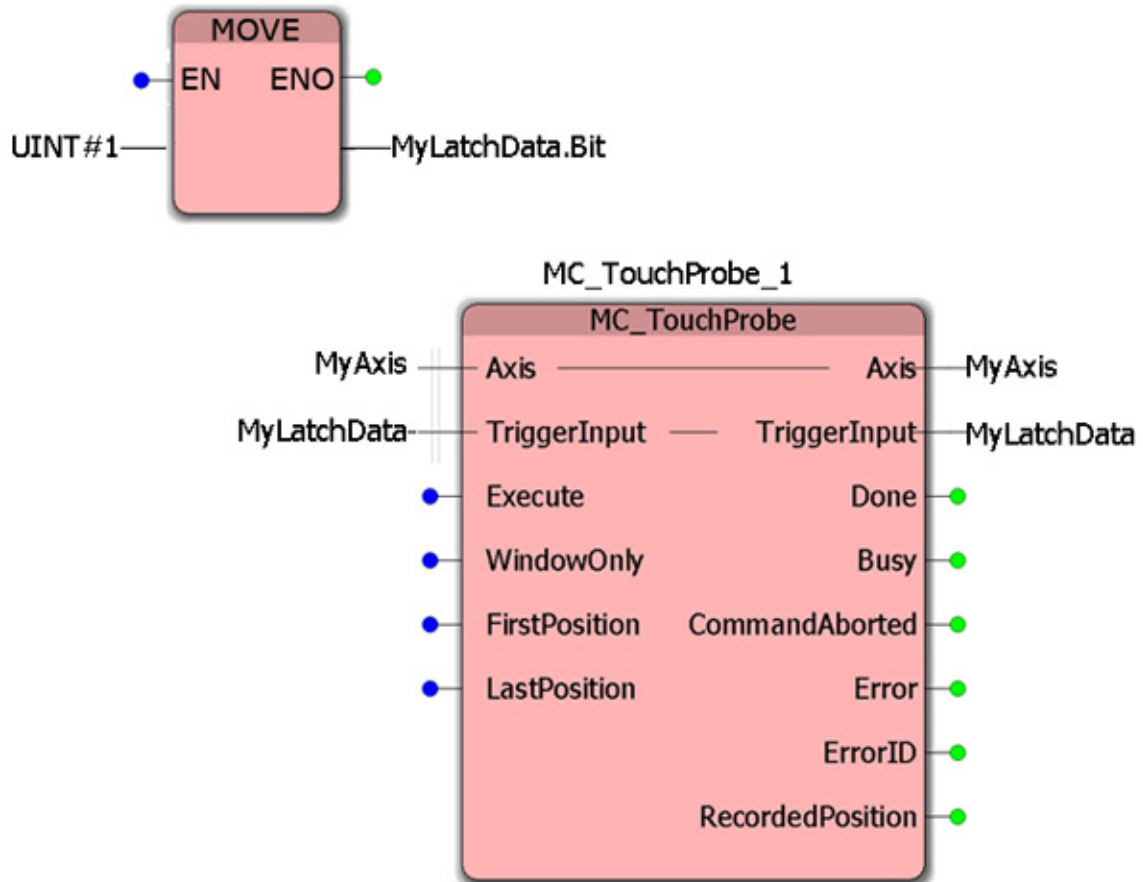 MOVE
EN ENO
UINT#1 MyLatchData.Bit
MC_TouchProbe_1
MC_TouchProbe
MyAxis Axis Axis MyAxis
MyLatchData TriggerInput TriggerInput MyLatchData
Execute Done
WindowOnly Busy
FirstPosition CommandAborted
LastPosition Error
ErrorID
RecordedPosition